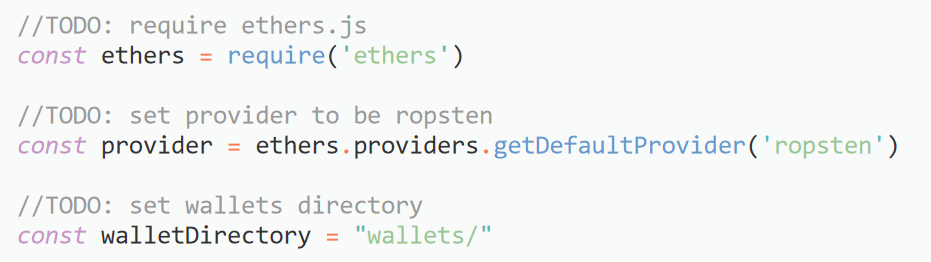 //TODO: require ethers.js
const ethers = require('ethers')
//TODO: set provider to be ropsten
const provider = ethers.providers.getDefaultProvider('ropsten')
//TODO: set wallets directory
const walletDirectory = "wallets/"